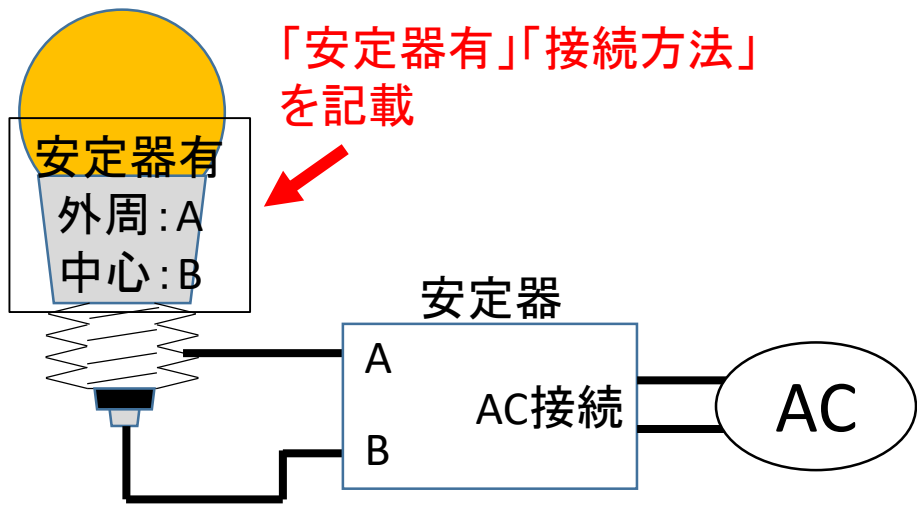 「安定器有」「接続方法」
を記載
安定器有
外周:A
中心:B
安定器
A
AC接続
AC
B